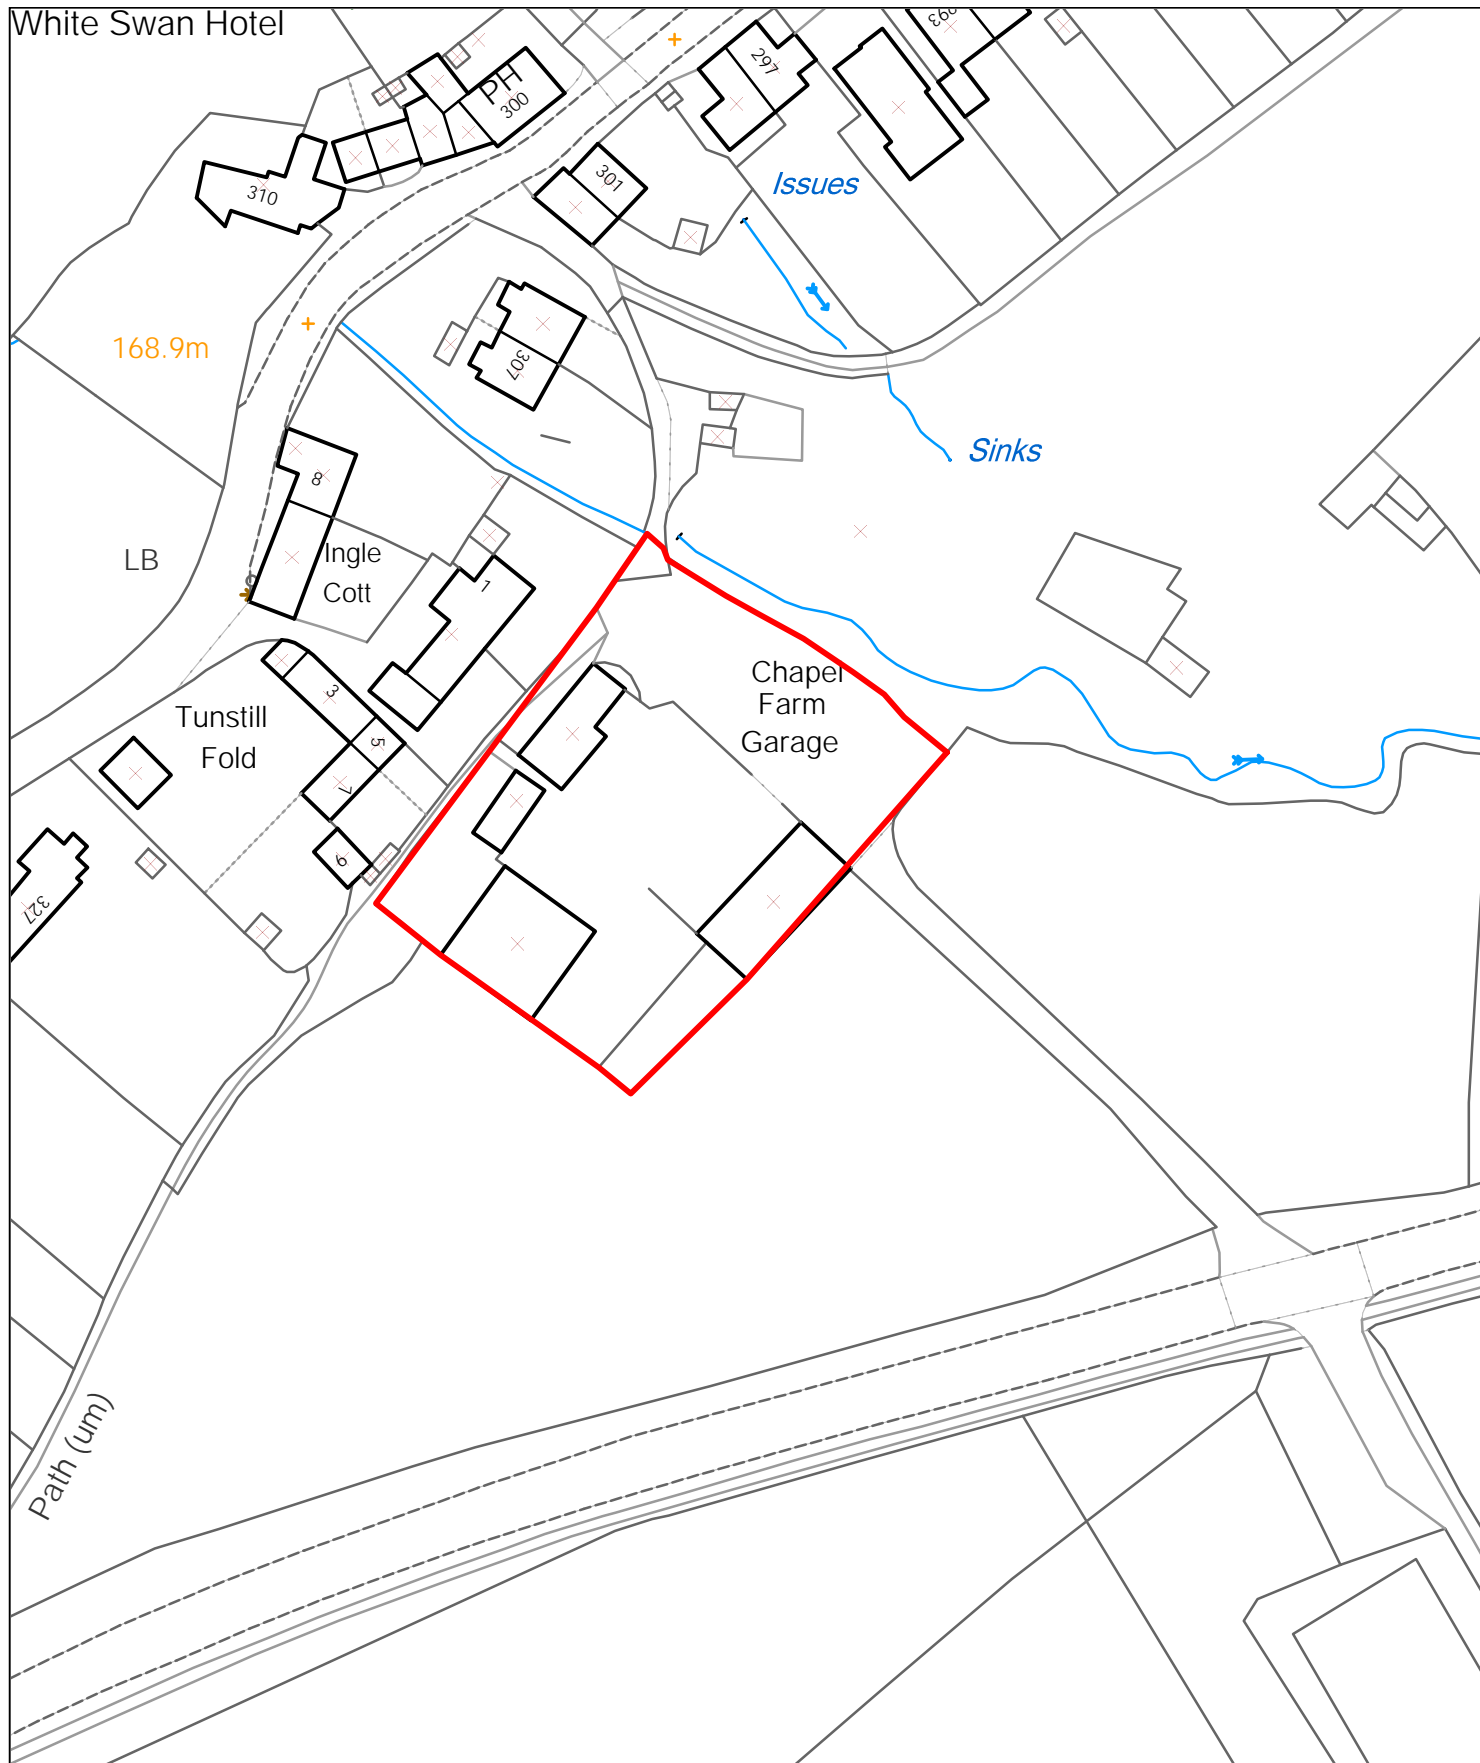 White Swan Hotel
PH
300
297
293
310
301
Issues
168.9m
307
Sinks
8
LB
Ingle
Cott
1
3
Tunstill
Fold
5
7
9
327
Chapel
Farm
Garage
Path (um)